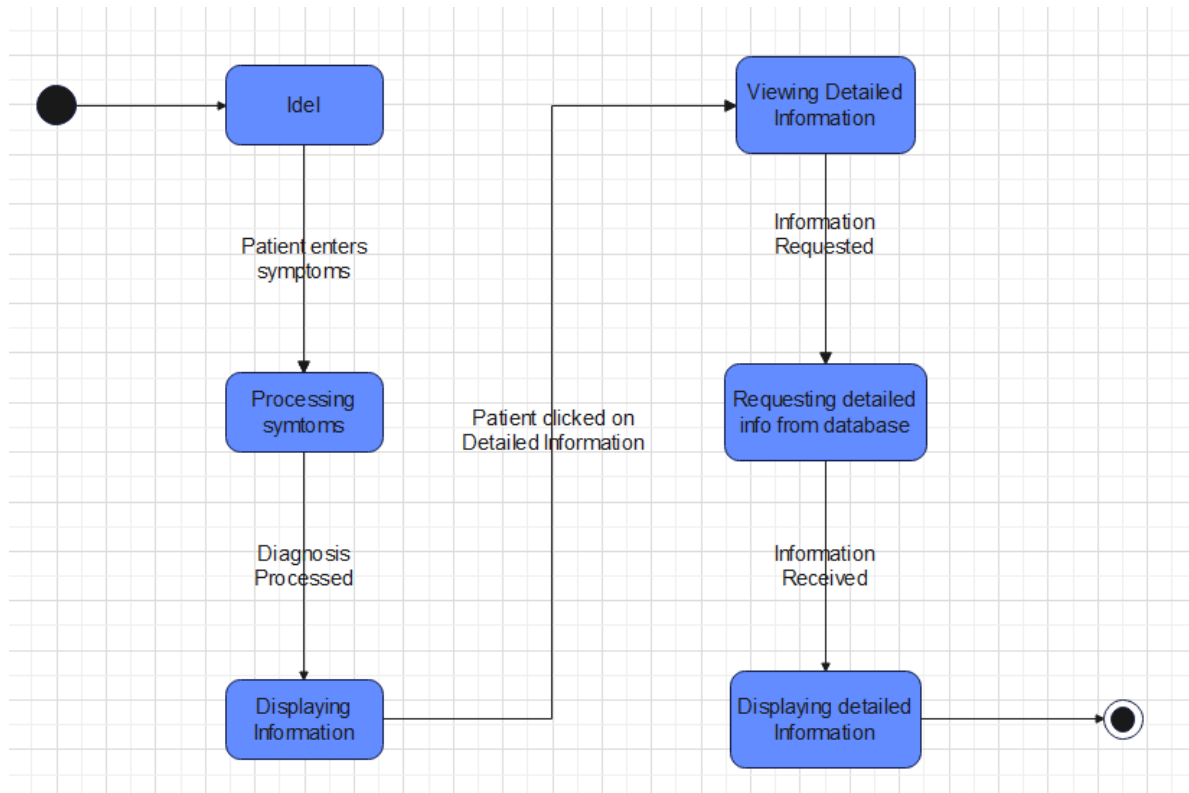 Idel
Patient enters
symptoms
Processing
symtoms
Diagnosis
Processed
Displaying
Information
Patient clicked on
Detailed Information
Viewing Detailed
Information
Information
Requested
Requesting detailed
info from database
Information
Received
Displaying detailed
Information